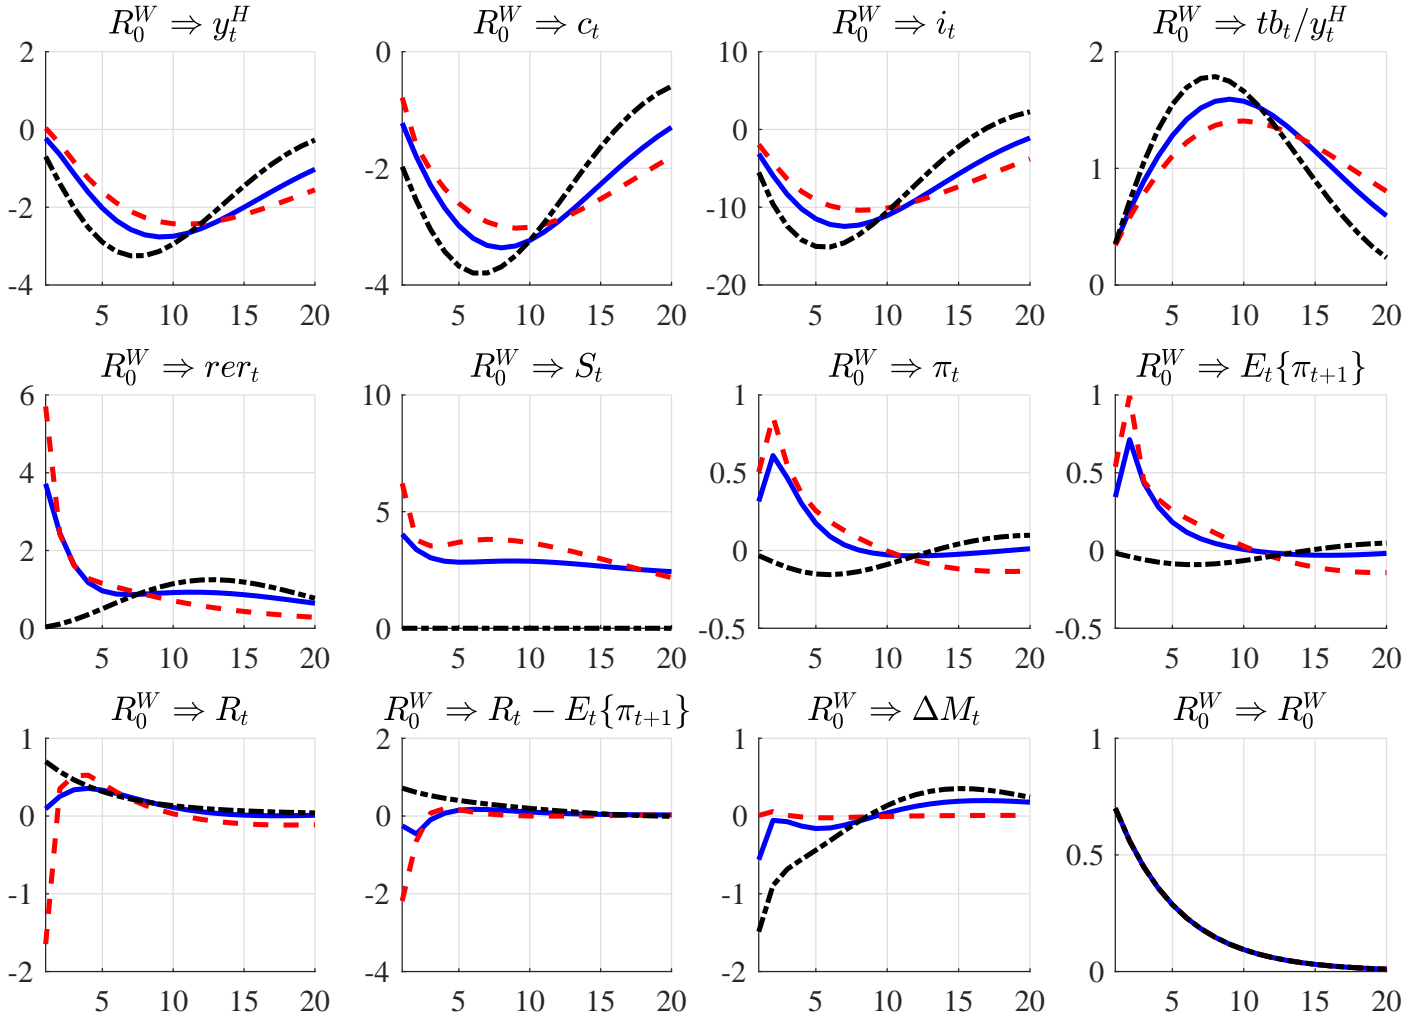 R_0^W ⇒ y_t^H
R_0^W ⇒ c_t
R_0^W ⇒ i_t
R_0^W ⇒ tb_t/y_t^H
2
0
-2
-4
5 10 15 20
0
-2
-4
5 10 15 20
10
0
-10
-20
5 10 15 20
2
1
0
5 10 15 20
R_0^W ⇒ rer_t
R_0^W ⇒ S_t
R_0^W ⇒ π_t
R_0^W ⇒ E_t{π_{t+1}}
6
4
2
0
5 10 15 20
10
5
0
5 10 15 20
1
0.5
0
-0.5
5 10 15 20
1
0.5
0
-0.5
5 10 15 20
R_0^W ⇒ R_t
R_0^W ⇒ R_t − E_t{π_{t+1}}
R_0^W ⇒ ΔM_t
R_0^W ⇒ R_0^W
1
0
-1
-2
5 10 15 20
2
0
-2
-4
5 10 15 20
1
0
-1
-2
5 10 15 20
1
0.5
0
5 10 15 20